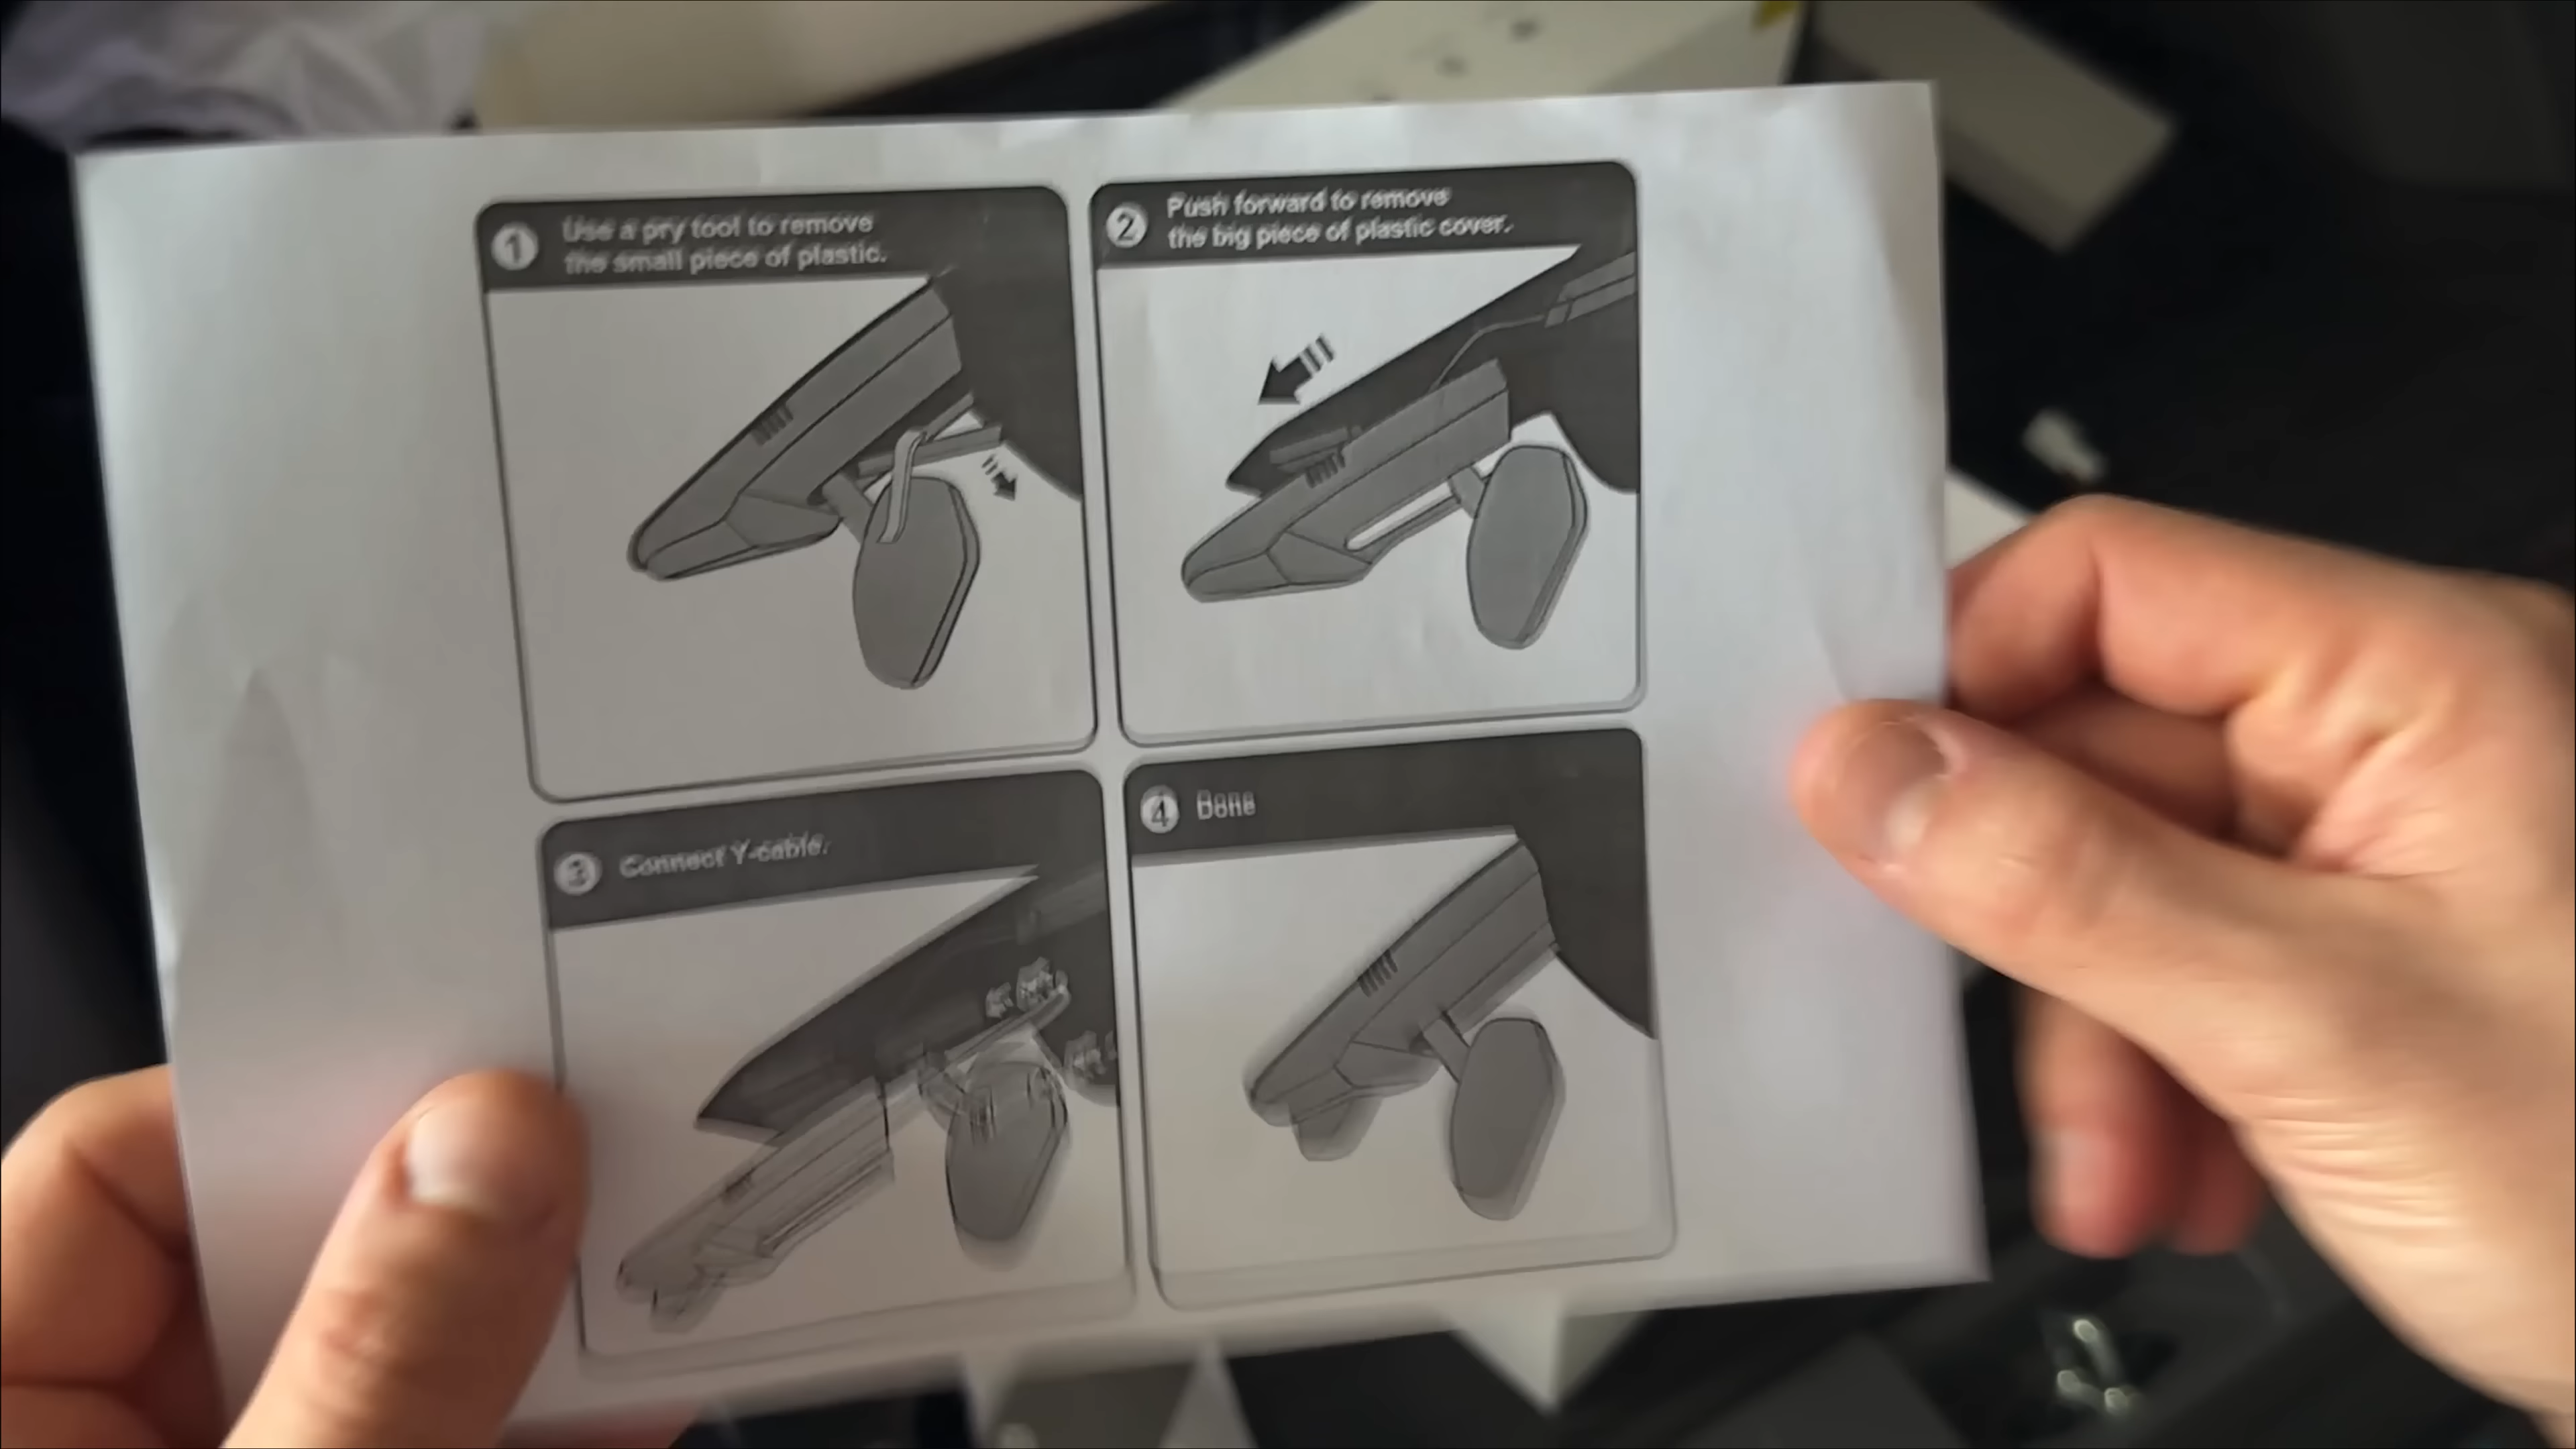 1
Use a pry tool to remove
the small piece of plastic.
2
Push forward to remove
the big piece of plastic cover.
3
Connect Y-cable.
4
Done